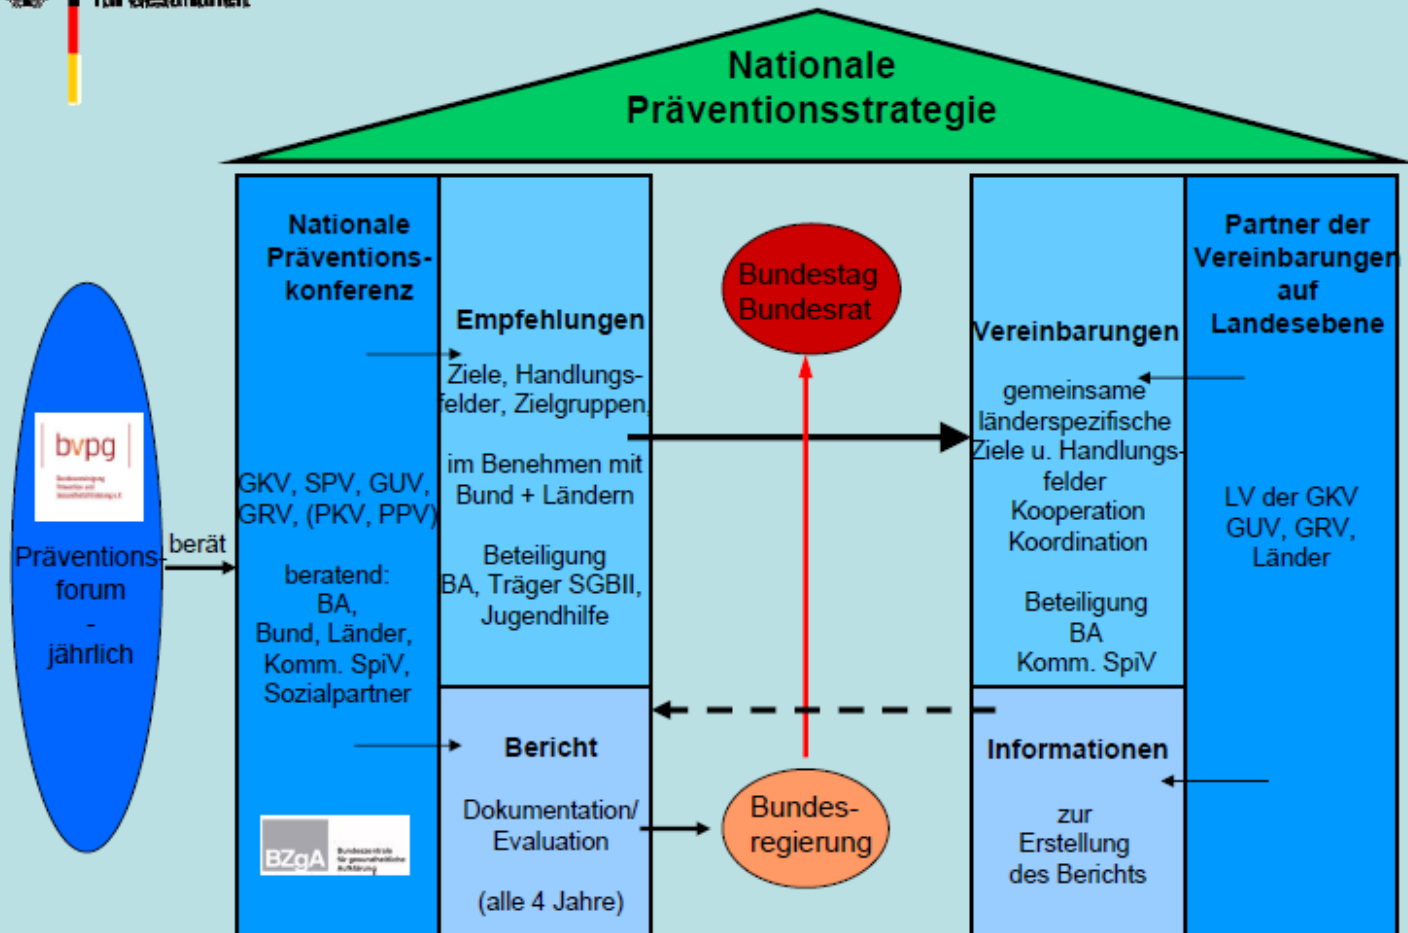 Nationale
Präventionsstrategie
Nationale
Präventions-
konferenz
GKV, SPV, GUV,
GRV, (PKV, PPV)
beratend:
BA,
Bund, Länder,
Komm. SpiV,
Sozialpartner
BZgA
Bundeszentrale
für gesundheitliche
Aufklärung
bvpg
Präventions-
forum
-
jährlich
berät
Empfehlungen
Ziele, Handlungs-
felder, Zielgruppen,
im Benehmen mit
Bund + Ländern
Beteiligung
BA, Träger SGBII,
Jugendhilfe
Bericht
Dokumentation/
Evaluation
(alle 4 Jahre)
Bundestag
Bundesrat
Bundes-
regierung
Vereinbarungen
gemeinsame
länderspezifische
Ziele u. Handlungs-
felder
Kooperation
Koordination
Beteiligung
BA
Komm. SpiV
Informationen
zur
Erstellung
des Berichts
Partner der
Vereinbarungen
auf
Landesebene
LV der GKV
GUV, GRV,
Länder